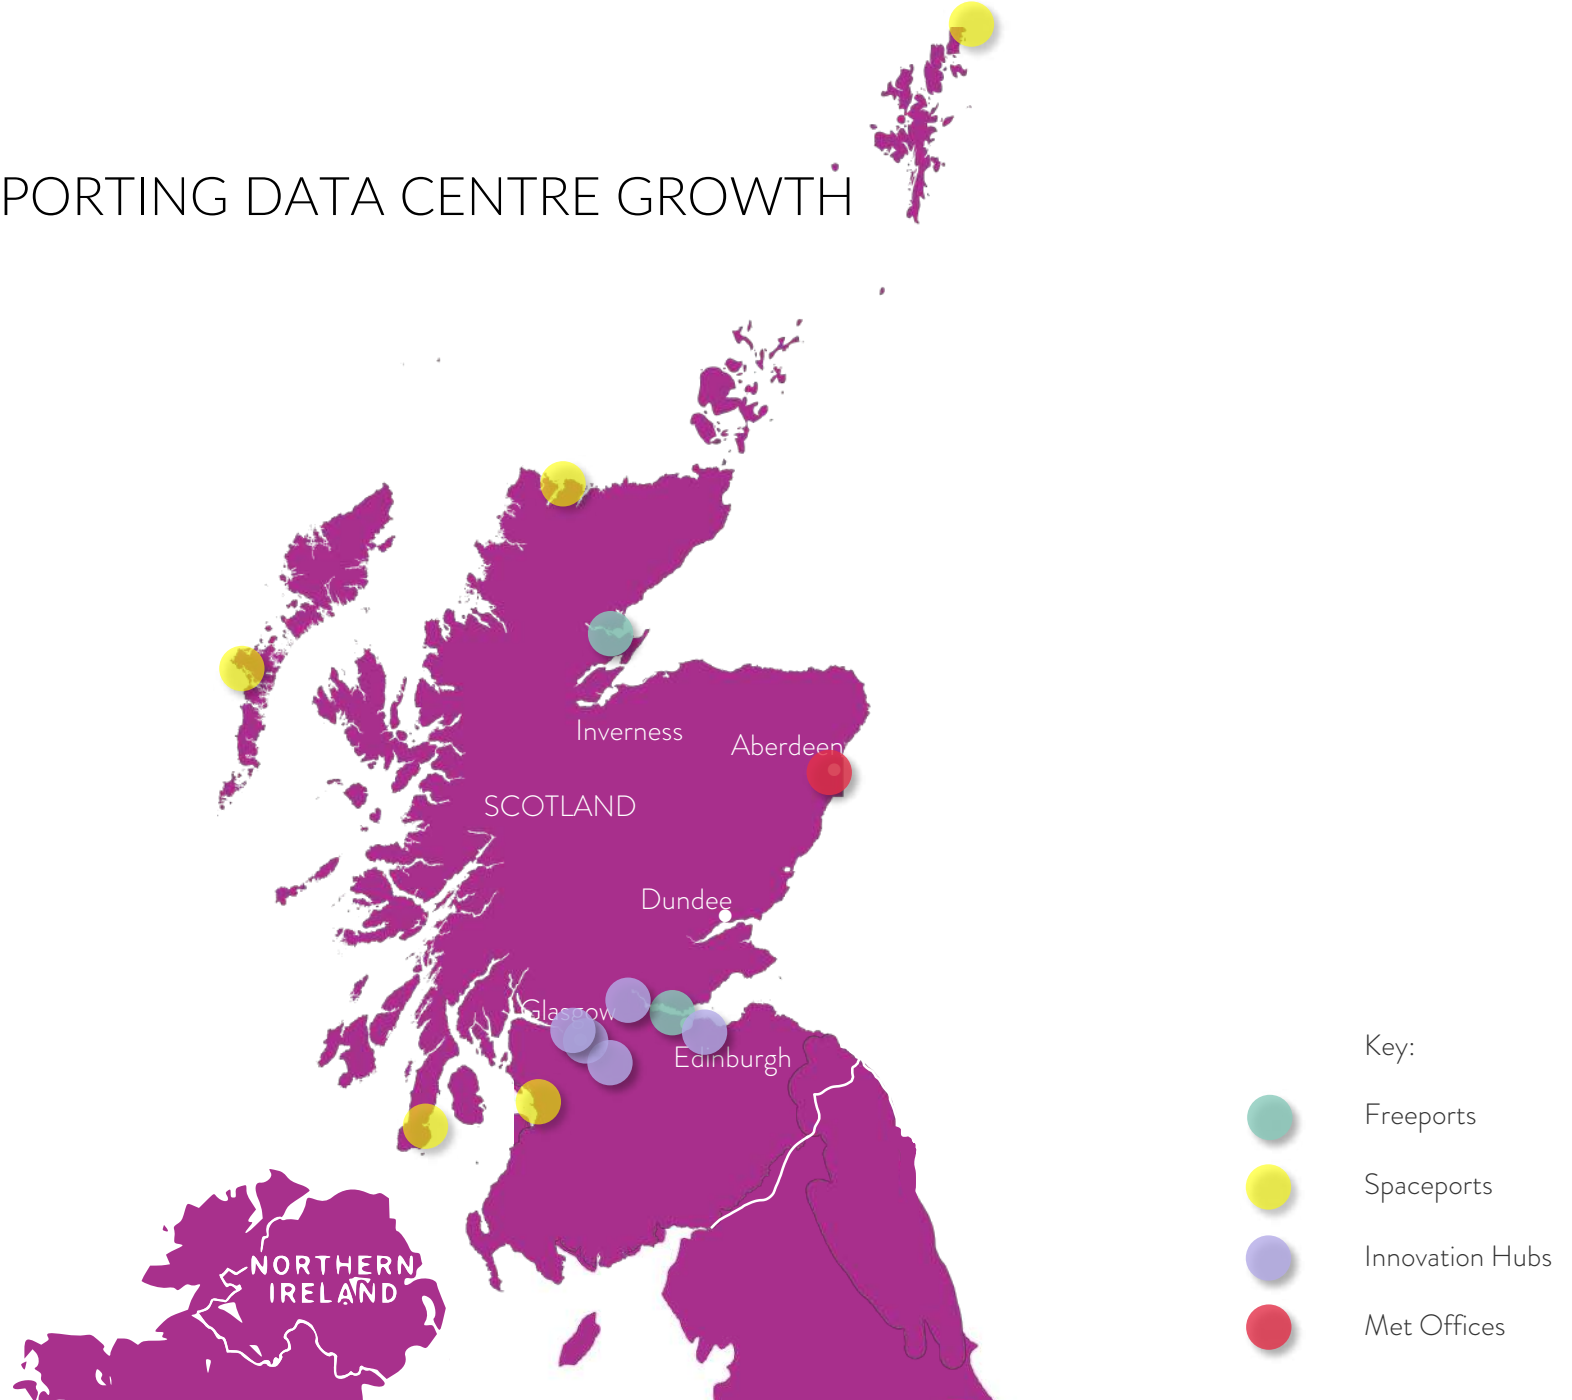 PORTING DATA CENTRE GROWTH
Inverness
Aberdeen
SCOTLAND
Dundee
Glasgow
Edinburgh
NORTHERN
IRELAND
Key:
Freeports
Spaceports
Innovation Hubs
Met Offices